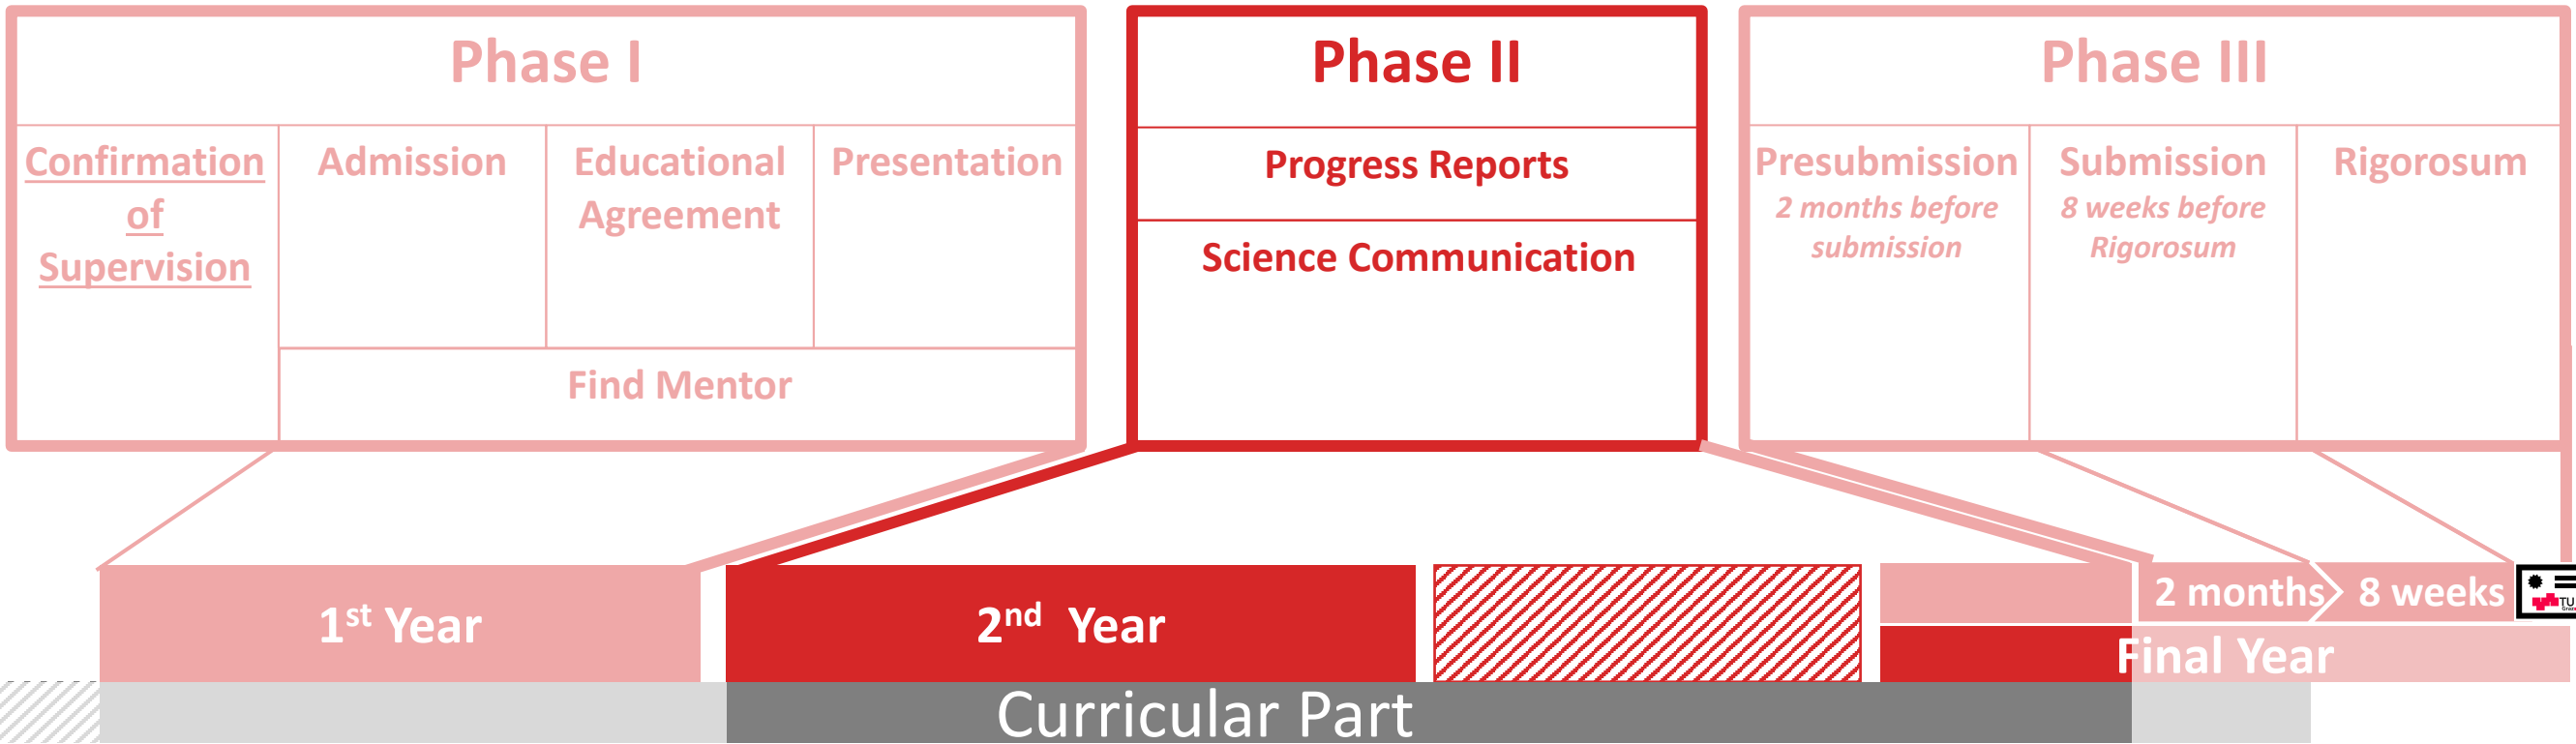 Phase I
Confirmation
of
Supervision
Admission
Educational
Agreement
Presentation
Find Mentor
Phase II
Progress Reports
Science Communication
Phase III
Presubmission
2 months before
submission
Submission
8 weeks before
Rigorosum
Rigorosum
1st Year
2nd Year
2 months
8 weeks
TU
Graz
Final Year
Curricular Part